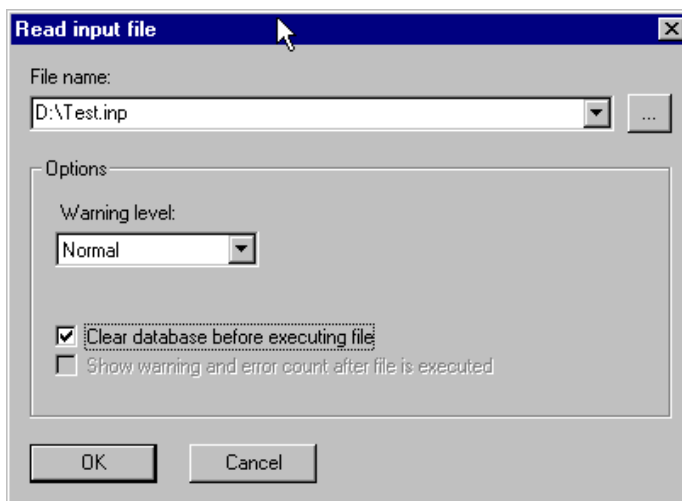 Read input file
File name:
D:\Test.inp
...
Options
Warning level:
Normal
Clear database before executing file
Show warning and error count after file is executed
OK
Cancel